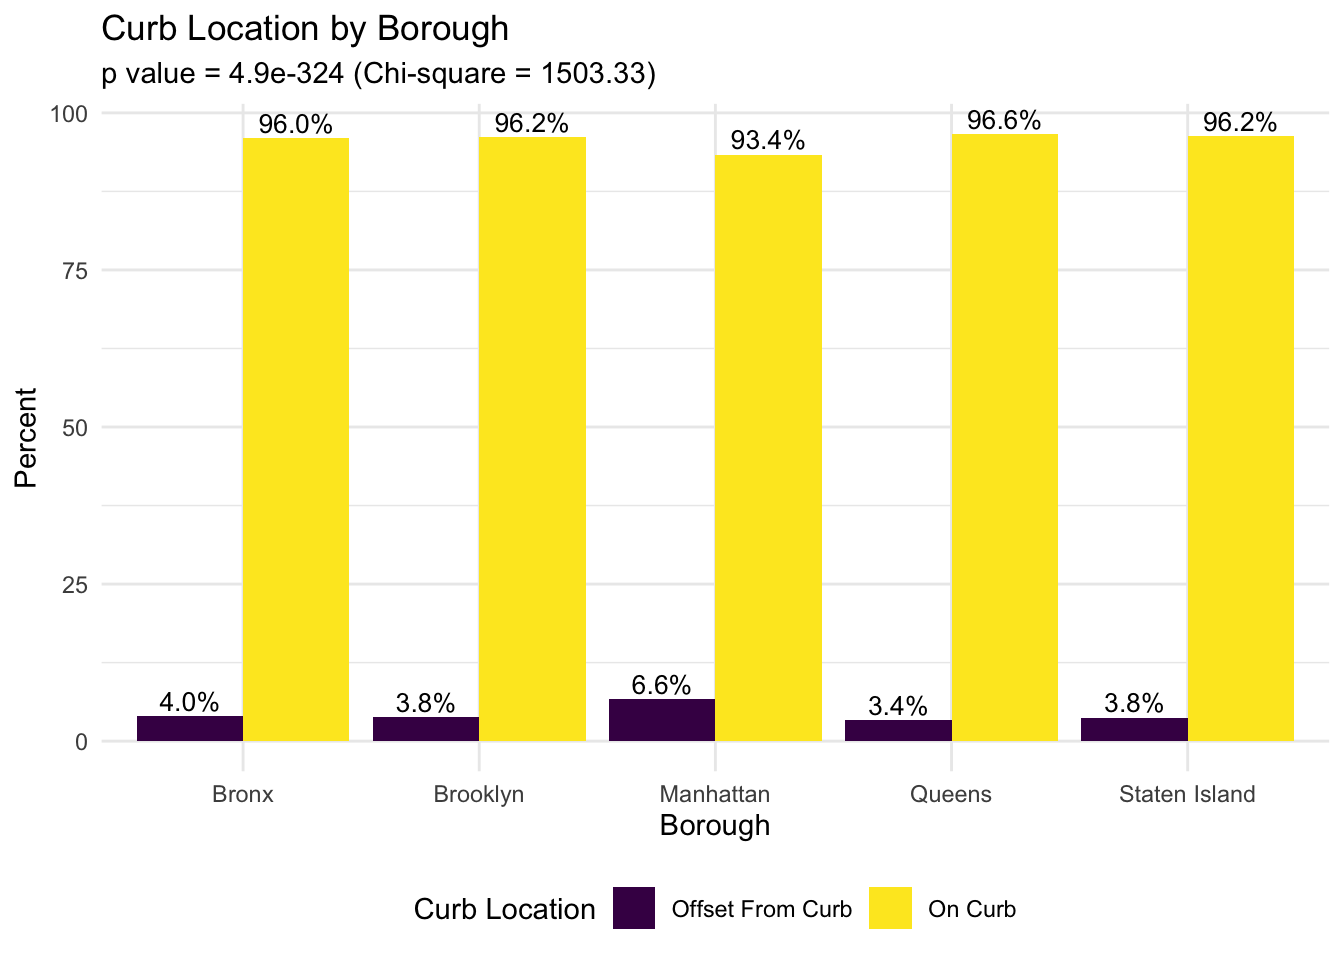 Curb Location by Borough
p value = 4.9e-324 (Chi-square = 1503.33)
100
75
50
25
0
Percent
96.0%
96.2%
93.4%
96.6%
96.2%
4.0%
3.8%
6.6%
3.4%
3.8%
Bronx
Brooklyn
Manhattan
Queens
Staten Island
Borough
Curb Location
Offset From Curb
On Curb